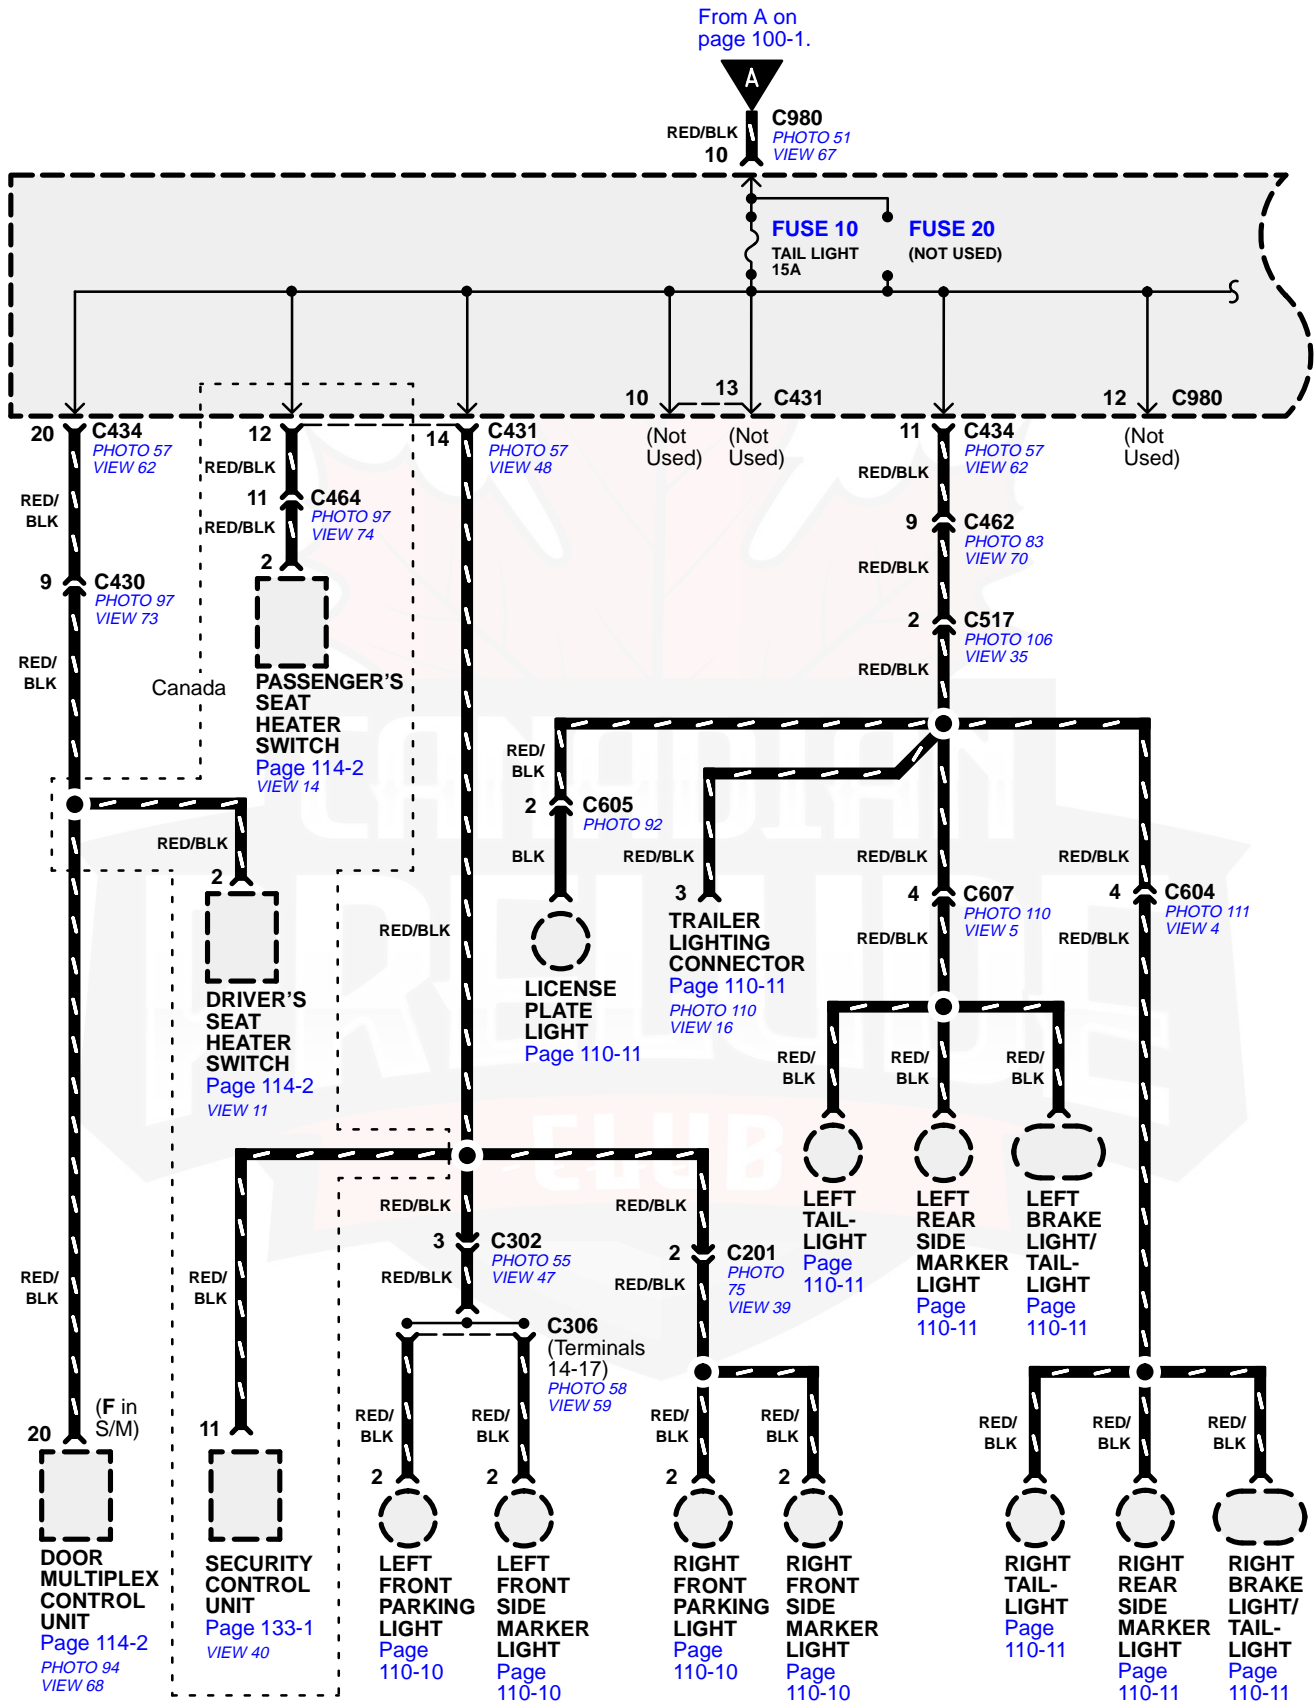 From A on
page 100-1.
A
RED/BLK
10
C980
PHOTO 51
VIEW 67
FUSE 10
TAIL LIGHT
15A
FUSE 20
(NOT USED)
20
C434
PHOTO 57
VIEW 62
12
14
C431
PHOTO 57
VIEW 48
10
13
C431
(Not
Used)
(Not
Used)
11
C434
PHOTO 57
VIEW 62
12
C980
(Not
Used)
RED/
BLK
RED/BLK
11
C464
PHOTO 97
VIEW 74
RED/BLK
2
PASSENGER'S
SEAT
HEATER
SWITCH
Page 114-2
VIEW 14
9
C430
PHOTO 97
VIEW 73
RED/
BLK
Canada
RED/BLK
2
DRIVER'S
SEAT
HEATER
SWITCH
Page 114-2
VIEW 11
RED/BLK
RED/BLK
9
C462
PHOTO 83
VIEW 70
RED/BLK
2
C517
PHOTO 106
VIEW 35
RED/BLK
RED/
BLK
2
C605
PHOTO 92
BLK
LICENSE
PLATE
LIGHT
Page 110-11
RED/BLK
3
TRAILER
LIGHTING
CONNECTOR
Page 110-11
PHOTO 110
VIEW 16
RED/BLK
4
C607
PHOTO 110
VIEW 5
RED/BLK
RED/BLK
4
C604
PHOTO 111
VIEW 4
RED/BLK
CANADIAN
PRELUDE
CLUB
RED/
BLK
RED/
BLK
RED/
BLK
LEFT
TAIL-
LIGHT
Page
110-11
LEFT
REAR
SIDE
MARKER
LIGHT
Page
110-11
LEFT
BRAKE
LIGHT/
TAIL-
LIGHT
Page
110-11
RED/BLK
3
C302
PHOTO 55
VIEW 47
RED/BLK
RED/BLK
2
C201
PHOTO
75
VIEW 39
RED/BLK
RED/
BLK
RED/
BLK
C306
(Terminals
14-17)
PHOTO 58
VIEW 59
(F in
S/M)
20
11
RED/
BLK
2
RED/
BLK
2
RED/
BLK
2
RED/
BLK
2
RED/
BLK
RED/
BLK
RED/
BLK
DOOR
MULTIPLEX
CONTROL
UNIT
Page 114-2
PHOTO 94
VIEW 68
SECURITY
CONTROL
UNIT
Page 133-1
VIEW 40
LEFT
FRONT
PARKING
LIGHT
Page
110-10
LEFT
FRONT
SIDE
MARKER
LIGHT
Page
110-10
RIGHT
FRONT
PARKING
LIGHT
Page
110-10
RIGHT
FRONT
SIDE
MARKER
LIGHT
Page
110-10
RIGHT
TAIL-
LIGHT
Page
110-11
RIGHT
REAR
SIDE
MARKER
LIGHT
Page
110-11
RIGHT
BRAKE
LIGHT/
TAIL-
LIGHT
Page
110-11